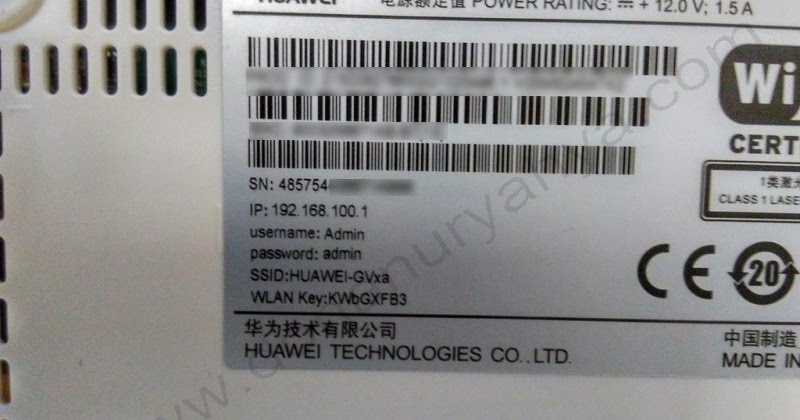 HUAWEI
电源额定值 POWER RATING: ⎓ + 12.0 V; 1.5 A
Wi
CERT
SN: 485754
IP: 192.168.100.1
username: Admin
password: admin
SSID:HUAWEI-GVxa
WLAN Key:KWbGXFB3
1类激光
CLASS 1 LASE
20
华为技术有限公司
HUAWEI TECHNOLOGIES CO.,LTD.
中国制造
MADE IN